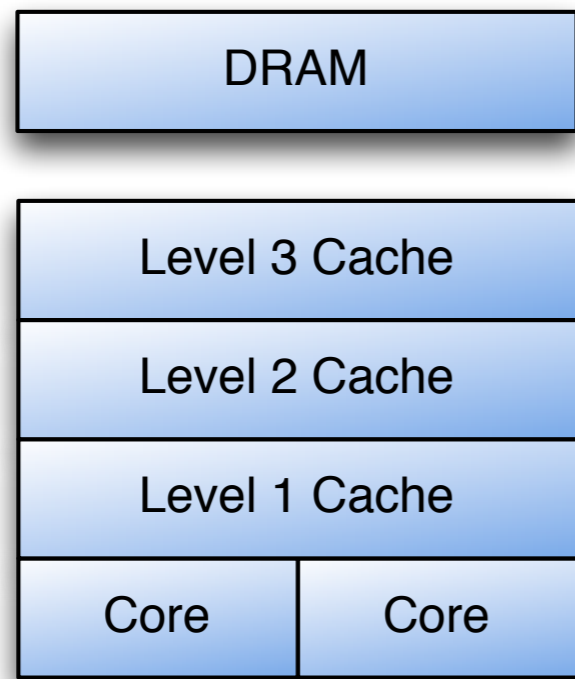 DRAM
Level 3 Cache
Level 2 Cache
Level 1 Cache
Core Core